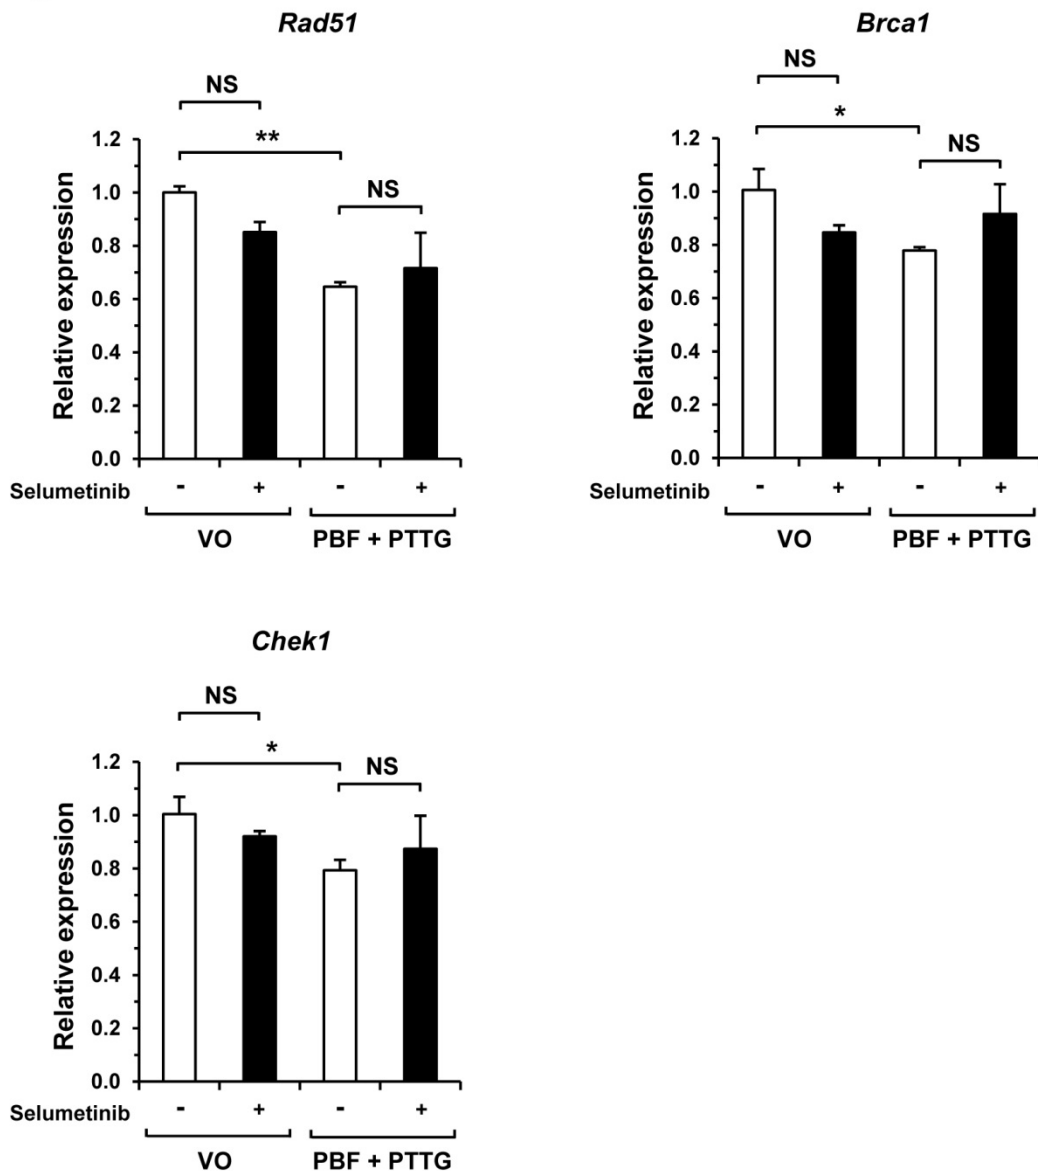 Rad51
NS
**
NS
Relative expression
1.2
1.0
0.8
0.6
0.4
0.2
0.0
Selumetinib - + - +
VO PBF + PTTG
Brca1
NS
*
NS
Relative expression
1.2
1.0
0.8
0.6
0.4
0.2
0.0
Selumetinib - + - +
VO PBF + PTTG
Chek1
NS
*
NS
Relative expression
1.2
1.0
0.8
0.6
0.4
0.2
0.0
Selumetinib - + - +
VO PBF + PTTG